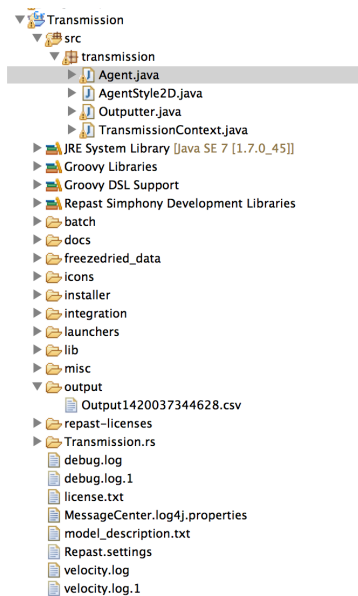 Transmission
src
transmission
Agent.java
AgentStyle2D.java
Outputter.java
TransmissionContext.java
JRE System Library [Java SE 7 [1.7.0_45]]
Groovy Libraries
Groovy DSL Support
Repast Simphony Development Libraries
batch
docs
freezedried_data
icons
installer
integration
launchers
lib
misc
output
Output1420037344628.csv
repast-licenses
Transmission.rs
debug.log
debug.log.1
license.txt
MessageCenter.log4j.properties
model_description.txt
Repast.settings
velocity.log
velocity.log.1